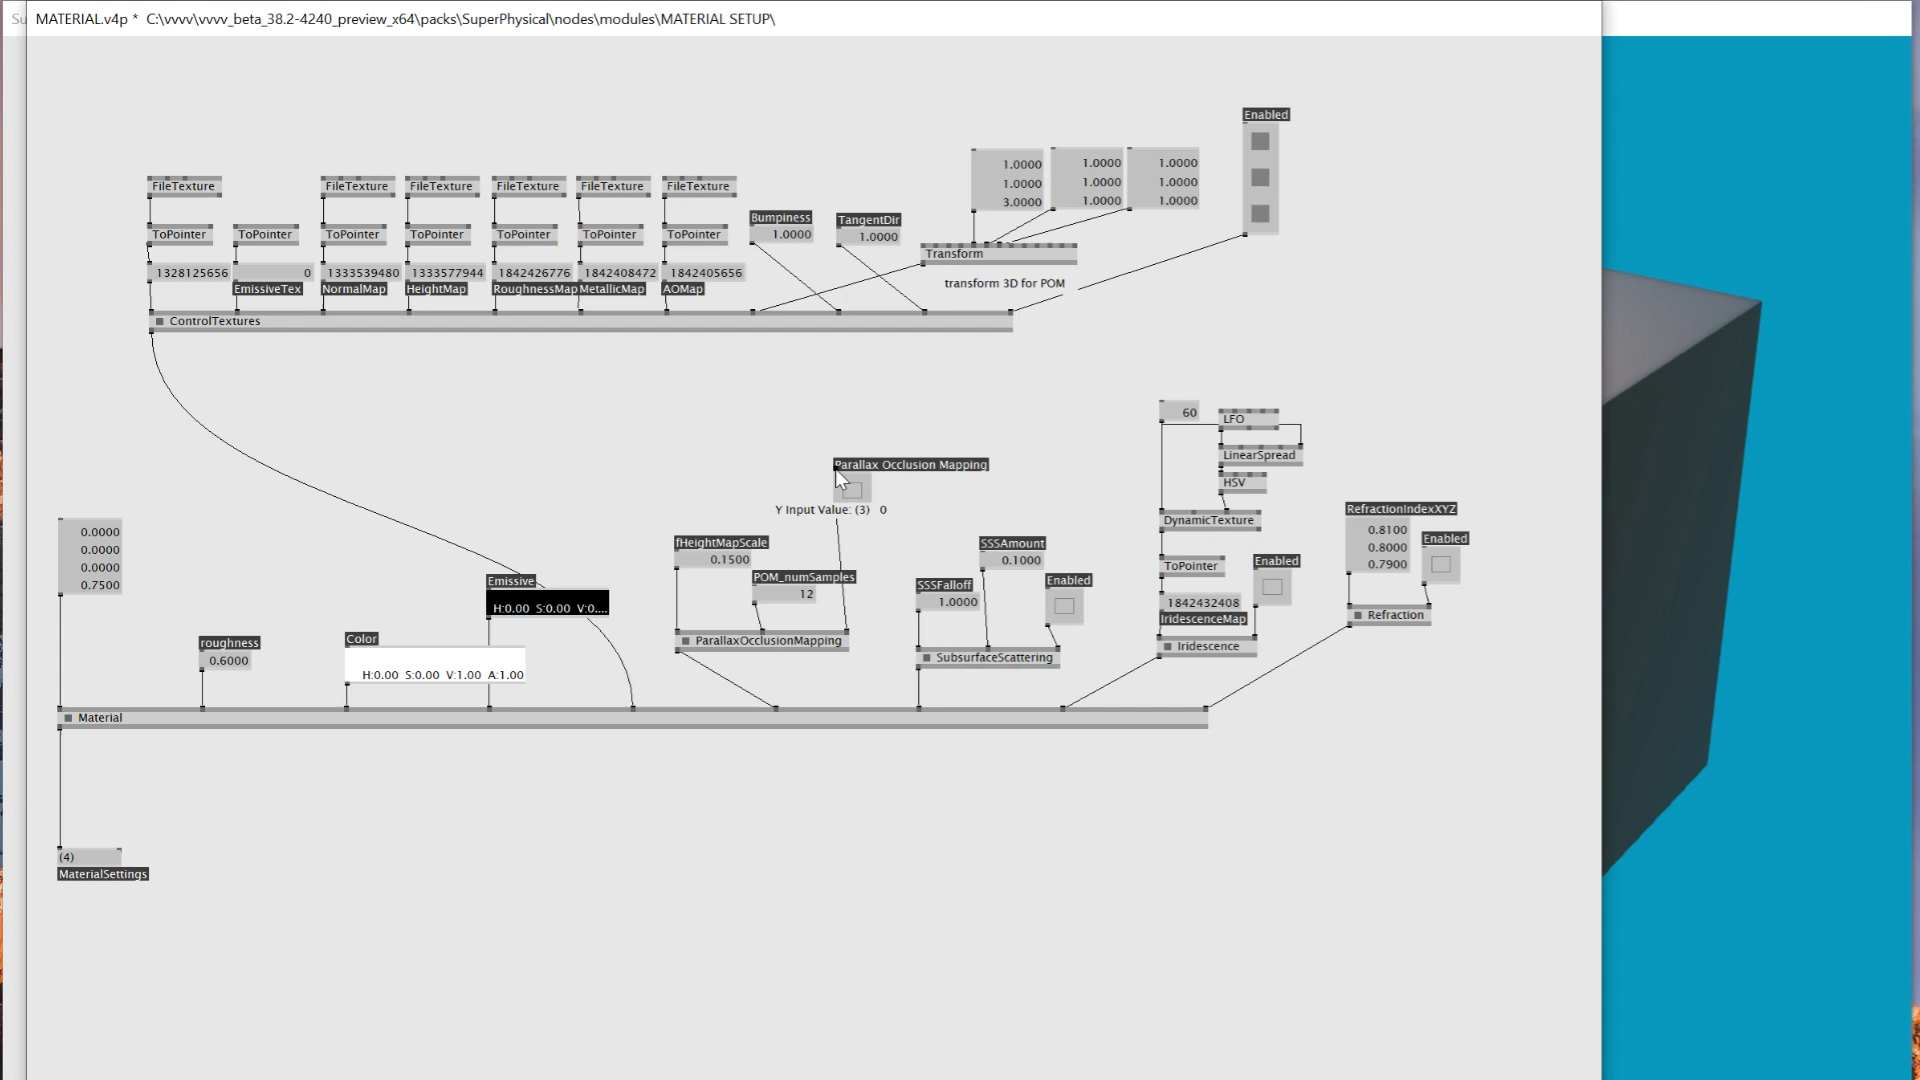 MATERIAL.v4p * C:\vvvv\vvvv_beta_38.2-4240_preview_x64\packs\SuperPhysical\nodes\modules\MATERIAL SETUP\
Enabled
1.0000 1.0000 1.0000
1.0000 1.0000 1.0000
3.0000 1.0000 1.0000
FileTexture FileTexture FileTexture FileTexture FileTexture FileTexture
Bumpiness TangentDir
1.0000 1.0000
ToPointer ToPointer ToPointer ToPointer ToPointer ToPointer ToPointer
Transform
1328125656 0 1333539480 1333577944 1842426776 1842408472 1842405656
transform 3D for POM
EmissiveTex NormalMap HeightMap RoughnessMap MetallicMap AOMap
ControlTextures
60 LFO
LinearSpread
Parallax Occlusion Mapping
HSV
Y Input Value: (3) 0
RefractionIndexXYZ
DynamicTexture
0.0000
0.0000
0.0000
0.7500
0.8100
0.8000
0.7900
Enabled
fHeightMapScale
0.1500
SSSAmount
0.1000
ToPointer Enabled
Emissive
H:0.00 S:0.00 V:0....
POM_numSamples
12
SSSFalloff
1.0000
Enabled
1842432408
IridescenceMap
Refraction
roughness
0.6000
Color
H:0.00 S:0.00 V:1.00 A:1.00
ParallaxOcclusionMapping
SubsurfaceScattering
Iridescence
Material
(4)
MaterialSettings